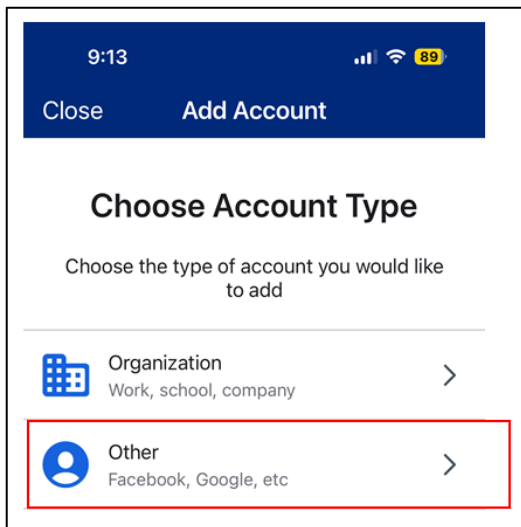 9:13
89
Close
Add Account
Choose Account Type
Choose the type of account you would like
to add
Organization
Work, school, company
Other
Facebook, Google, etc